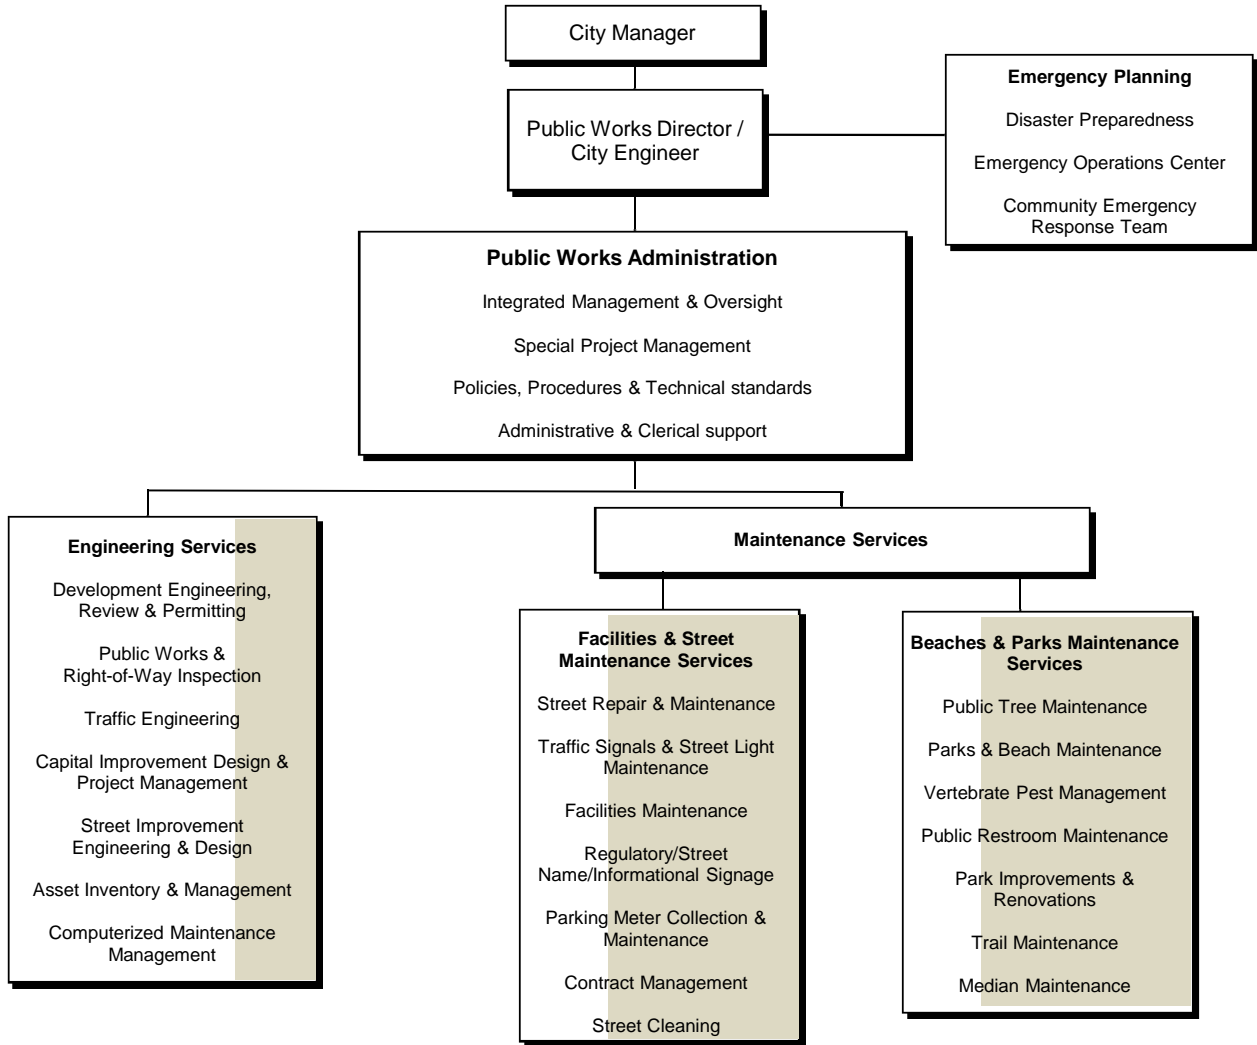 City Manager
Public Works Director /
City Engineer
Emergency Planning
Disaster Preparedness
Emergency Operations Center
Community Emergency
Response Team
Public Works Administration
Integrated Management & Oversight
Special Project Management
Policies, Procedures & Technical standards
Administrative & Clerical support
Engineering Services
Development Engineering,
Review & Permitting
Public Works &
Right-of-Way Inspection
Traffic Engineering
Capital Improvement Design &
Project Management
Street Improvement
Engineering & Design
Asset Inventory & Management
Computerized Maintenance
Management
Maintenance Services
Facilities & Street
Maintenance Services
Street Repair & Maintenance
Traffic Signals & Street Light
Maintenance
Facilities Maintenance
Regulatory/Street
Name/Informational Signage
Parking Meter Collection &
Maintenance
Contract Management
Street Cleaning
Beaches & Parks Maintenance
Services
Public Tree Maintenance
Parks & Beach Maintenance
Vertebrate Pest Management
Public Restroom Maintenance
Park Improvements &
Renovations
Trail Maintenance
Median Maintenance